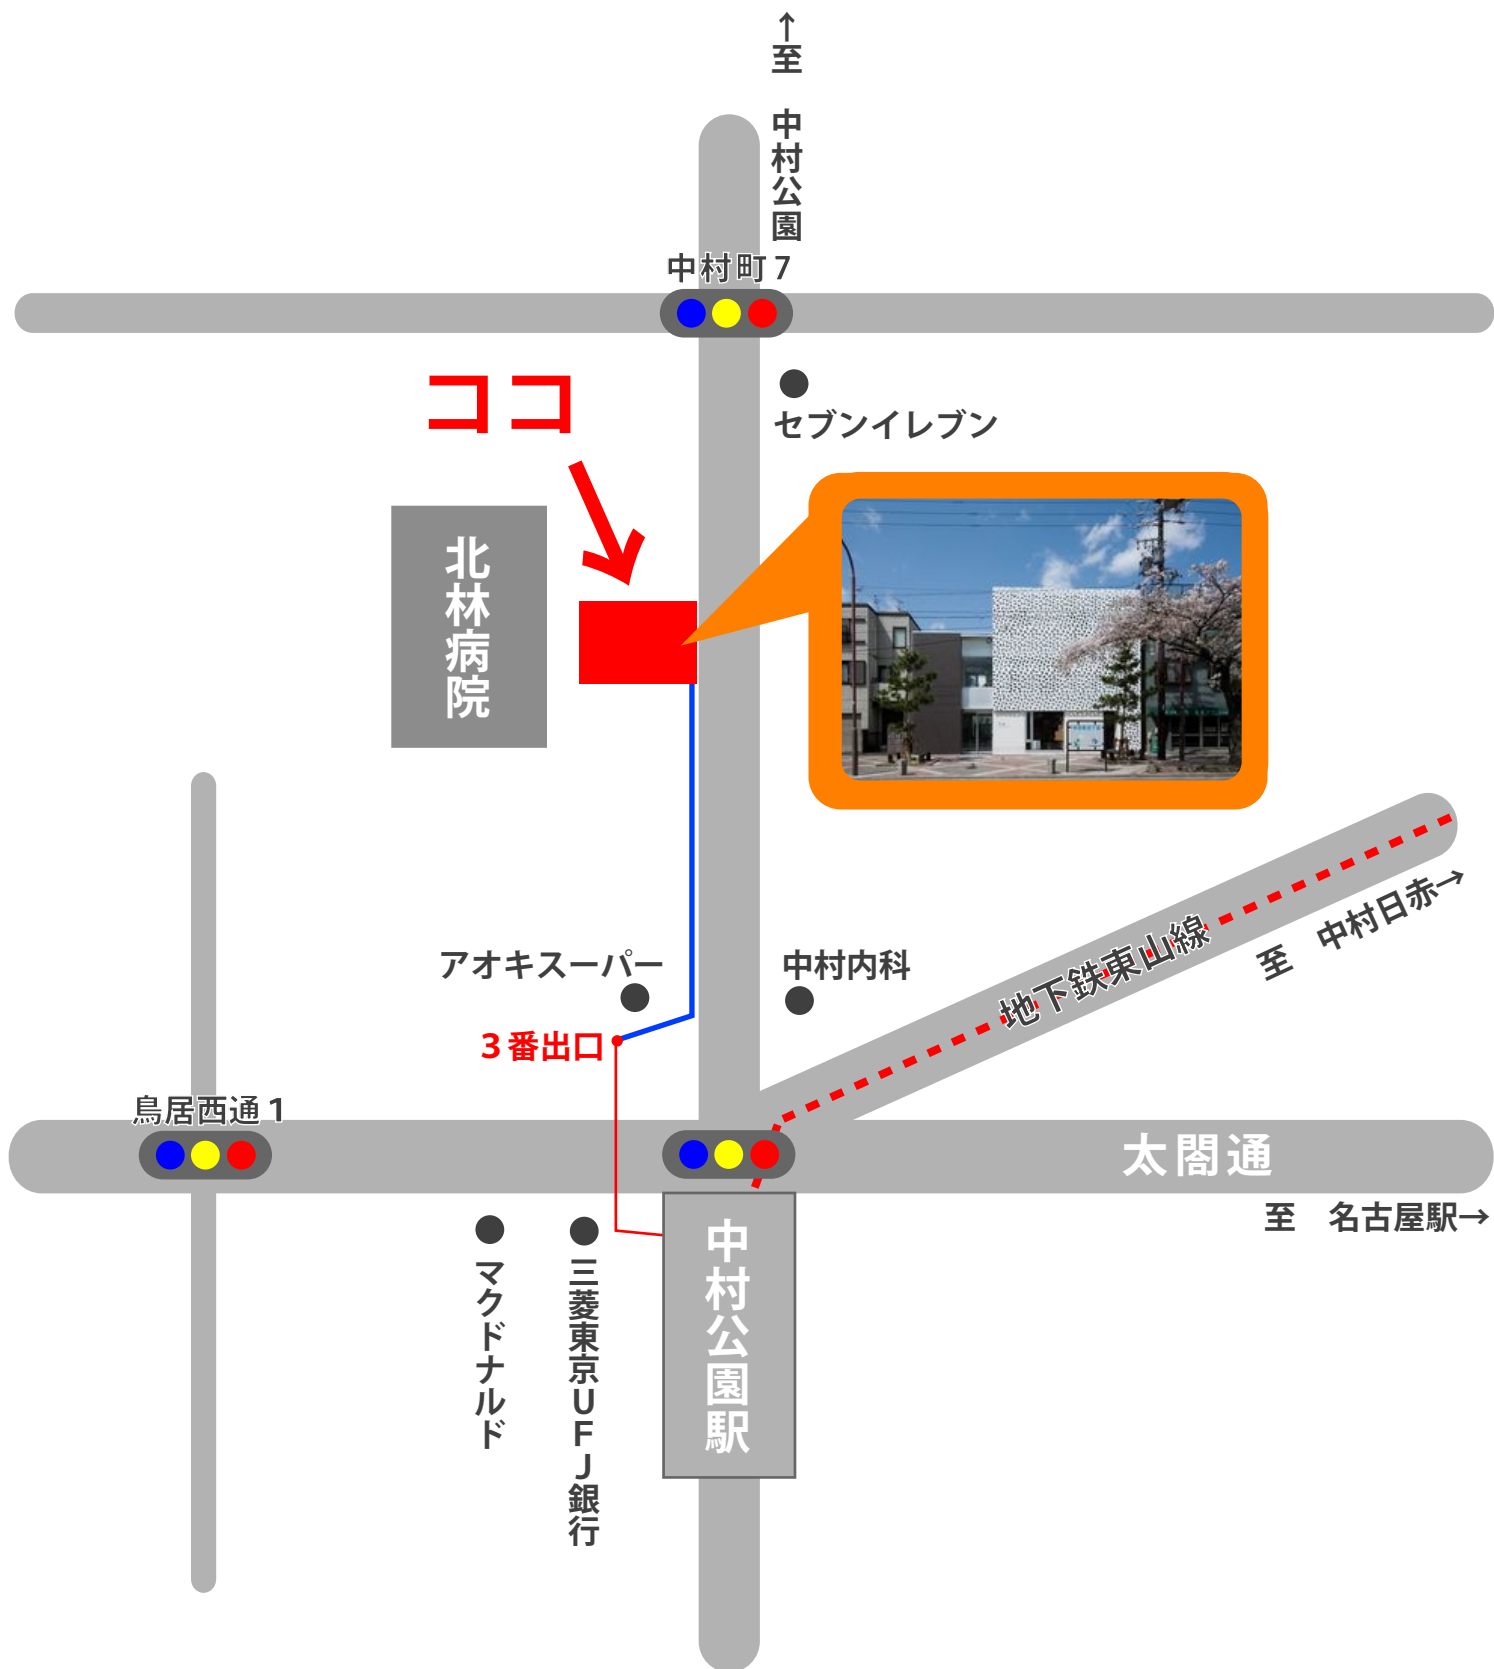 ↑至　中村公園
中村町7
セブンイレブン
ココ
北林病院
アオキスーパー
中村内科
地下鉄東山線
至　中村日赤→
３番出口
鳥居西通1
太閤通
至　名古屋駅→
マクドナルド
三菱東京ＵＦＪ銀行
中村公園駅